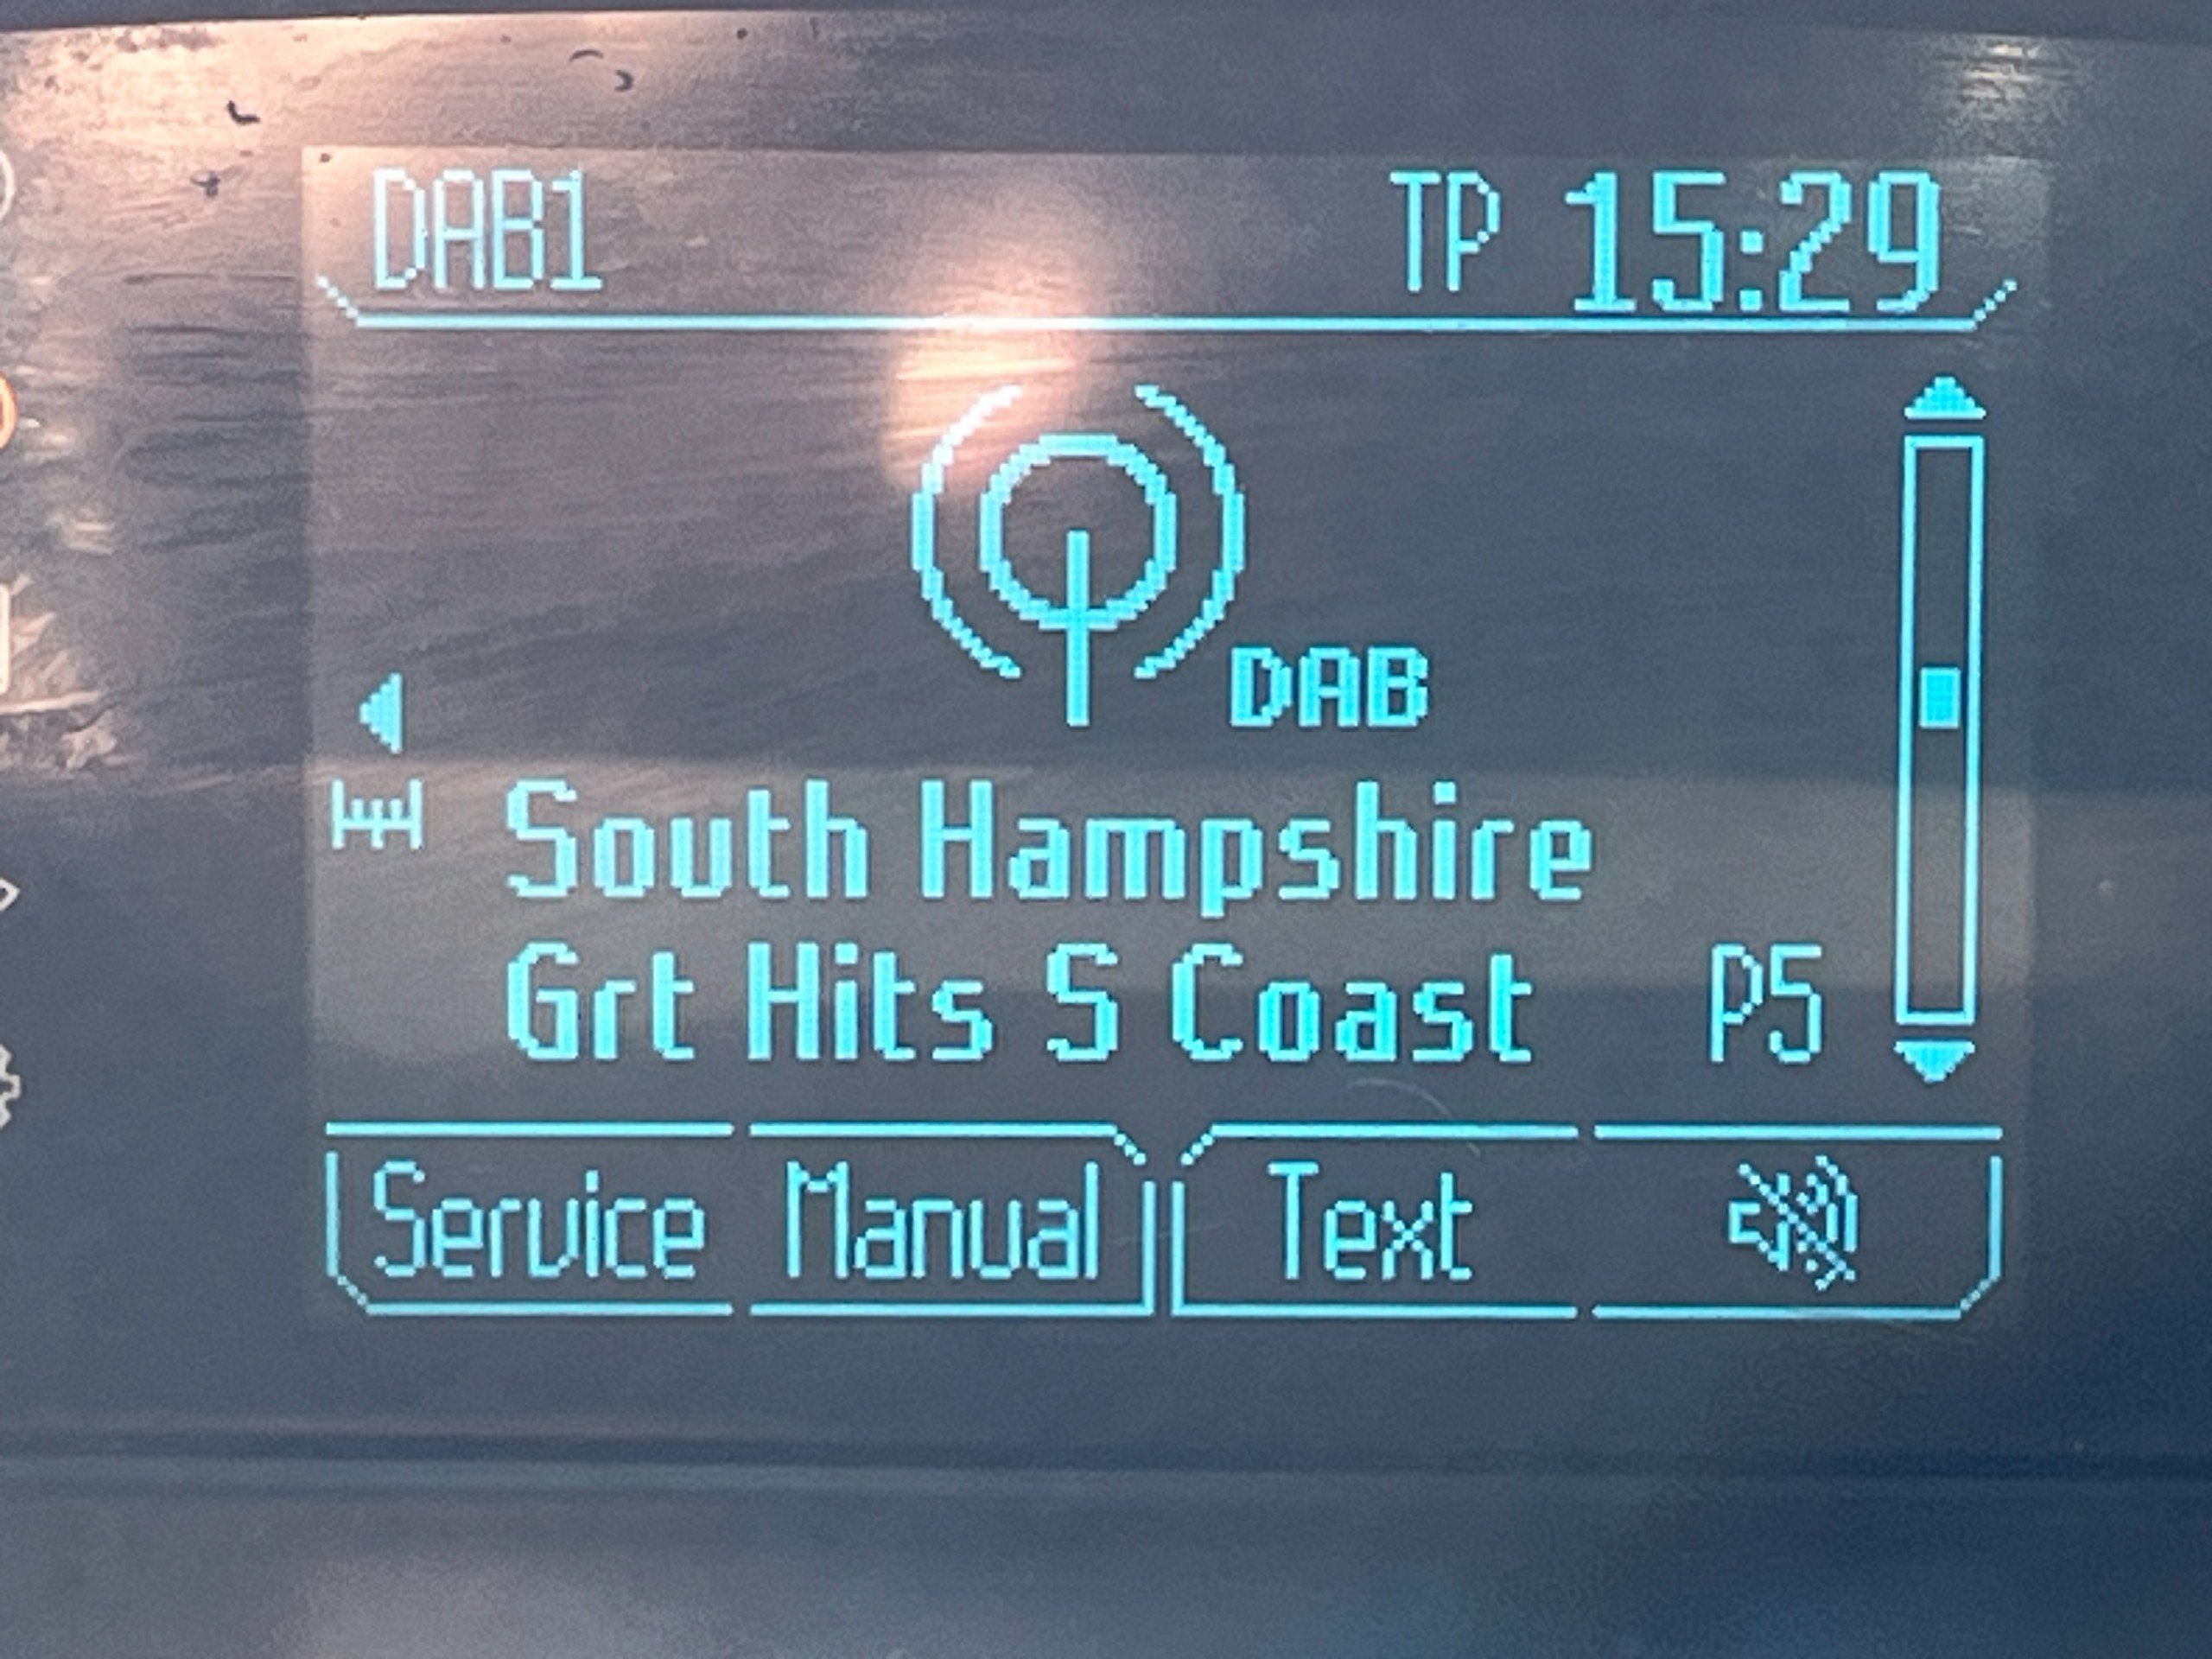 DAB1 TP 15:29
DAB
South Hampshire
Grt Hits S Coast P5
Service Manual Text